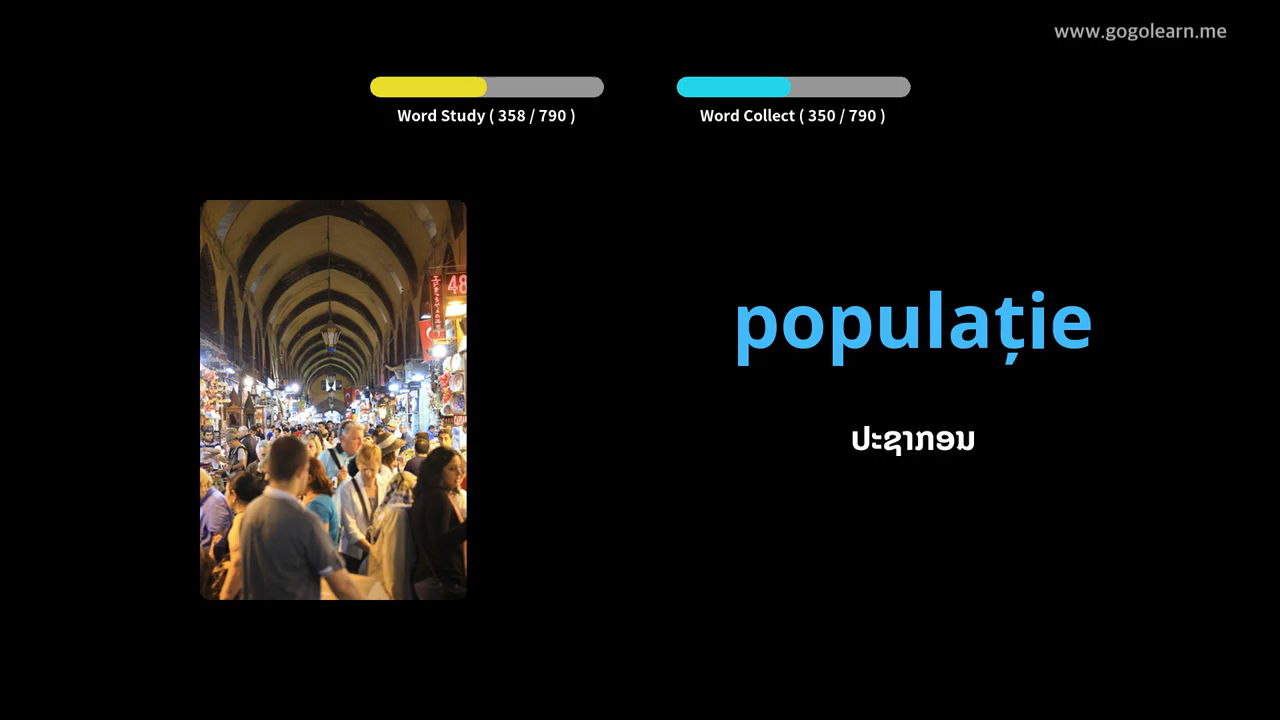 www.gogolearn.me
Word Study ( 358 / 790 )
Word Collect ( 350 / 790 )
48
populație
ປະຊາກອນ